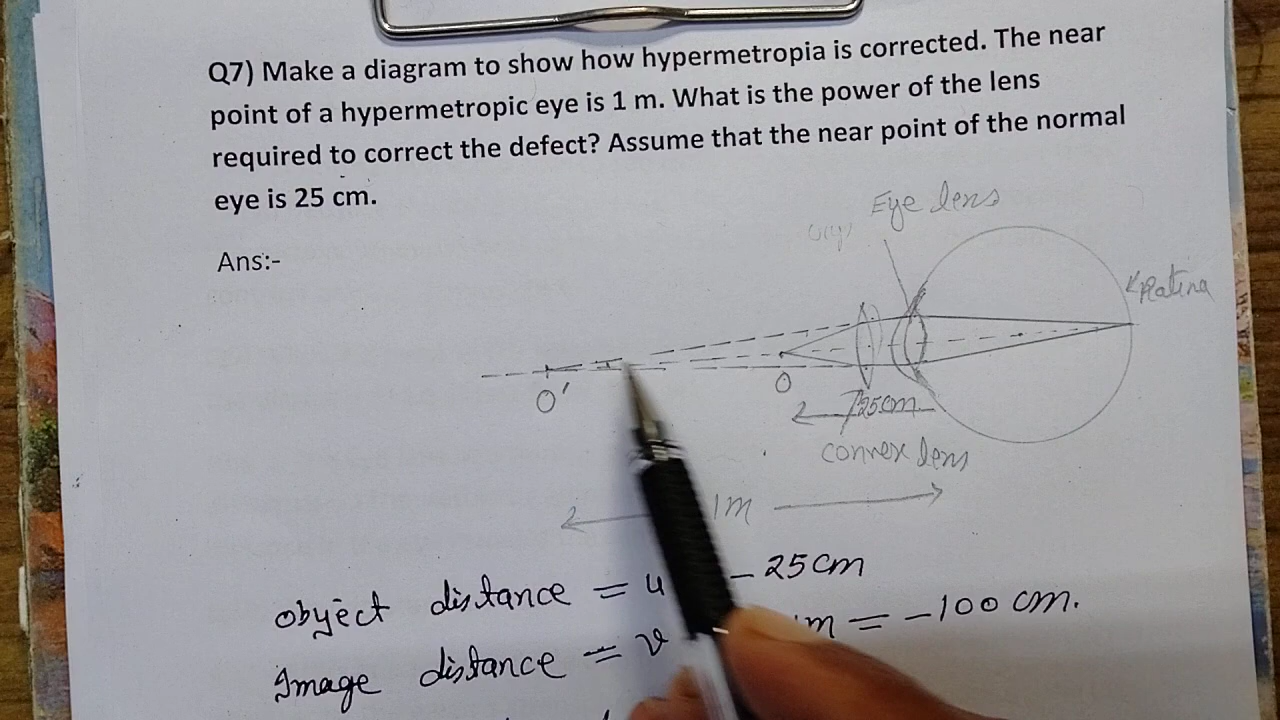 Q7) Make a diagram to show how hypermetropia is corrected. The near
point of a hypermetropic eye is 1 m. What is the power of the lens
required to correct the defect? Assume that the near point of the normal
eye is 25 cm.
Eye lens
Ans:-
Ratina
O'
O
25cm
convex lens
1m
object distance = u - 25cm
Image distance = v m = -100 cm.